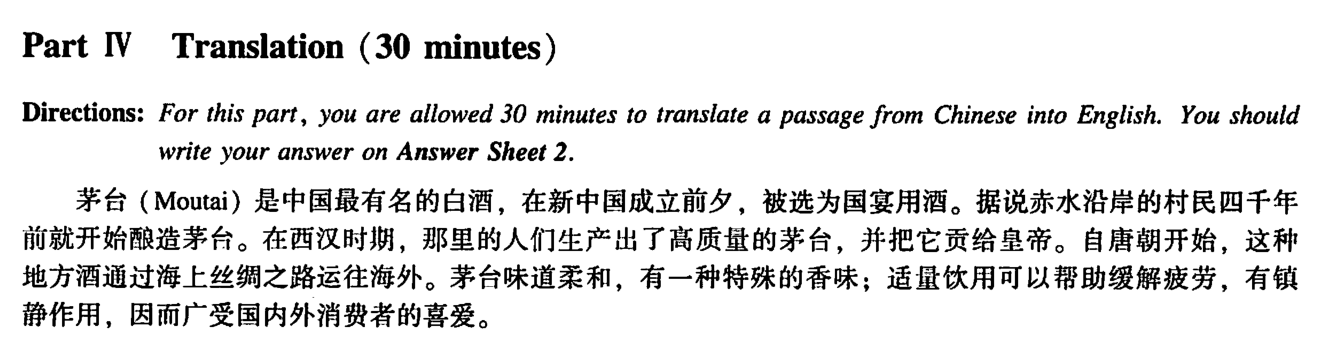 Part Ⅳ Translation (30 minutes)
Directions: For this part, you are allowed 30 minutes to translate a passage from Chinese into English. You should
write your answer on Answer Sheet 2.
茅台（Moutai）是中国最有名的白酒，在新中国成立前夕，被选为国宴用酒。据说赤水沿岸的村民四千年
前就开始酿造茅台。在西汉时期，那里的人们生产出了高质量的茅台，并把它贡给皇帝。自唐朝开始，这种
地方酒通过海上丝绸之路运往海外。茅台味道柔和，有一种特殊的香味；适量饮用可以帮助缓解疲劳，有镇
静作用，因而广受国内外消费者的喜爱。